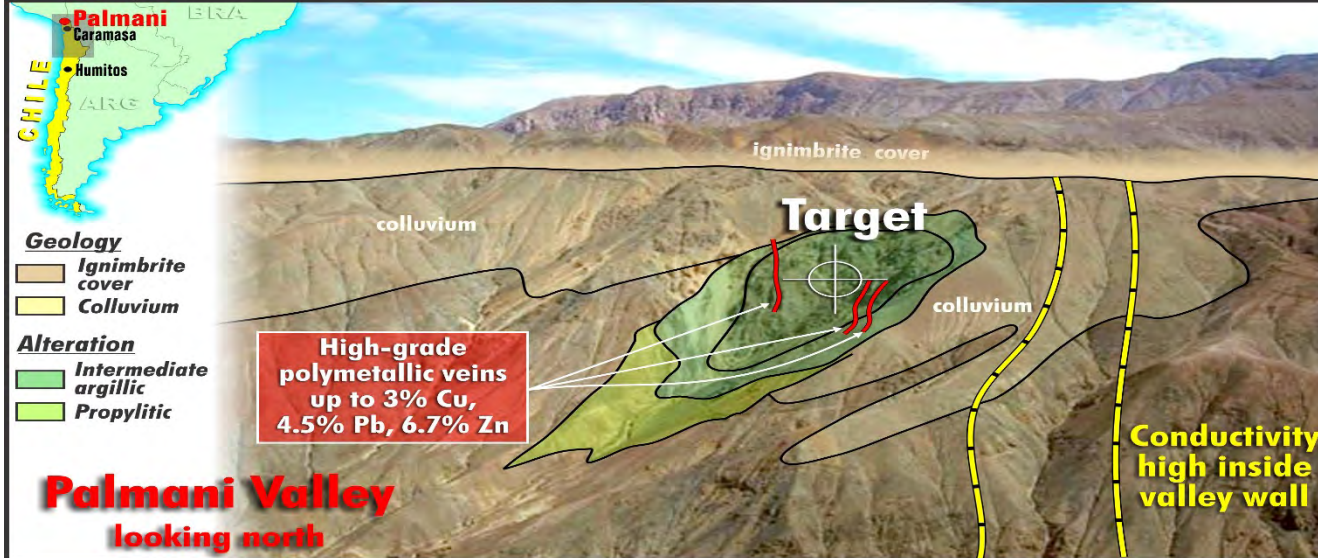 Palmani
Caramasa
Humitos
CHILE
BRA
ARG
Geology
Ignimbrite
cover
Colluvium
Alteration
Intermediate
argillic
Propylitic
ignimbrite cover
colluvium
Target
colluvium
High-grade
polymetallic veins
up to 3% Cu,
4.5% Pb, 6.7% Zn
Conductivity
high inside
valley wall
Palmani Valley
looking north